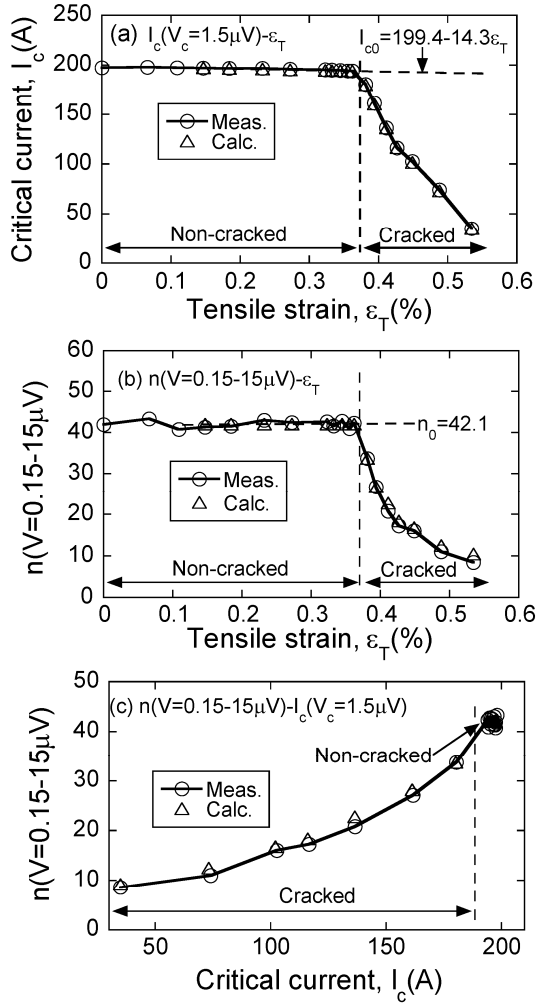 (a) I_c(V_c=1.5μV)-ε_T
I_c0=199.4-14.3ε_T
Critical current, I_c(A)
250
200
150
100
50
0
Meas.
Calc.
Non-cracked
Cracked
0 0.1 0.2 0.3 0.4 0.5 0.6
Tensile strain, ε_T(%)
(b) n(V=0.15-15μV)-ε_T
n(V=0.15-15μV)
60
50
40
30
20
10
0
n_0=42.1
Meas.
Calc.
Non-cracked
Cracked
0 0.1 0.2 0.3 0.4 0.5 0.6
Tensile strain, ε_T(%)
(c) n(V=0.15-15μV)-I_c(V_c=1.5μV)
n(V=0.15-15μV)
50
40
30
20
10
0
Non-cracked
Meas.
Calc.
Cracked
50 100 150 200
Critical current, I_c(A)